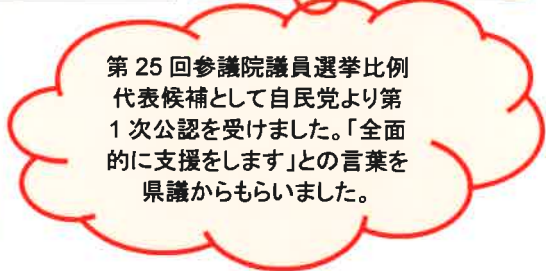 第 25 回参議院議員選挙比例
代表候補として自民党より第
1 次公認を受けました。「全面
的に支援をします」との言葉を
県議からもらいました。